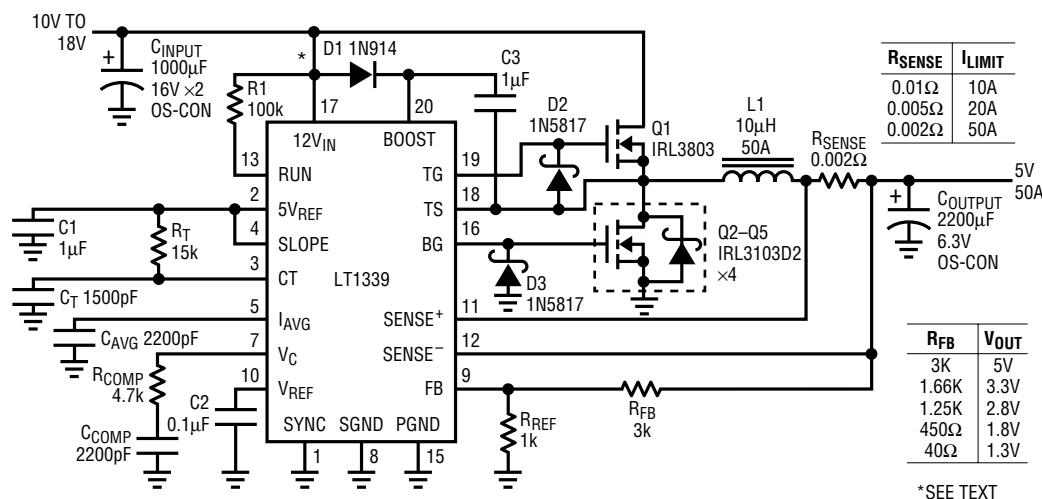 10V TO
18V
+
C_INPUT
1000µF
16V ×2
OS-CON
*
D1 1N914
R1
100k
17
20
C3
1µF
12V_IN
BOOST
13
RUN
2
5V_REF
4
SLOPE
3
CT
LT1339
5
I_AVG
7
V_C
10
V_REF
SYNC
SGND
PGND
1
8
15
TG
19
TS
18
BG
16
SENSE+
11
SENSE−
12
FB
9
C1
1µF
R_T
15k
C_T 1500pF
C_AVG 2200pF
R_COMP
4.7k
C_COMP
2200pF
C2
0.1µF
D2
1N5817
Q1
IRL3803
D3
1N5817
Q2–Q5
IRL3103D2
×4
L1
10µH
50A
R_SENSE
0.002Ω
5V
50A
+
C_OUTPUT
2200µF
6.3V
OS-CON
R_REF
1k
R_FB
3k
R_SENSE I_LIMIT
0.01Ω 10A
0.005Ω 20A
0.002Ω 50A
R_FB V_OUT
3K 5V
1.66K 3.3V
1.25K 2.8V
450Ω 1.8V
40Ω 1.3V
*SEE TEXT